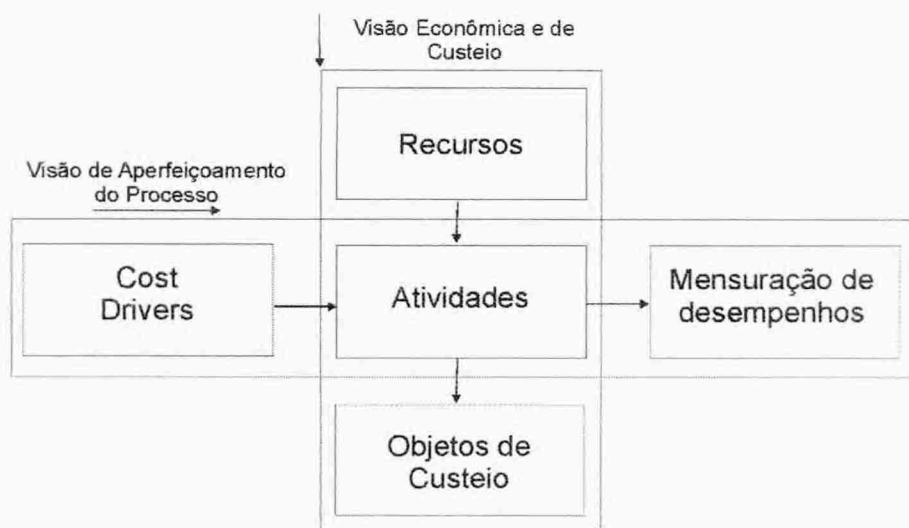 Visão Econômica e de
Custeio
Recursos
Visão de Aperfeiçoamento
do Processo
Cost
Drivers
Atividades
Mensuração de
desempenhos
Objetos de
Custeio